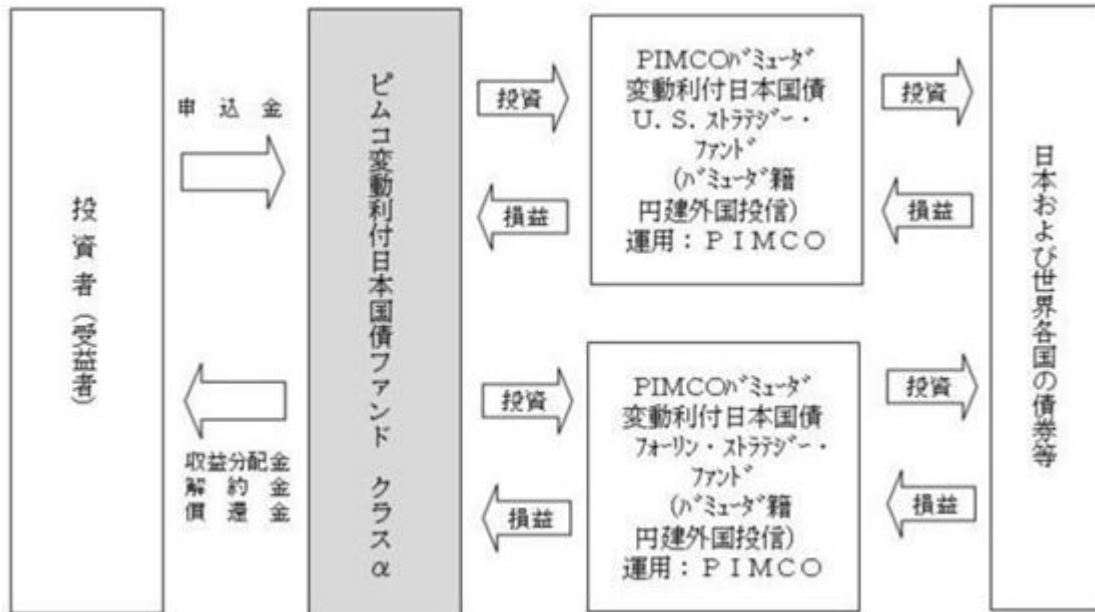 投資者(受益者)
申込金
収益分配金
解約金
償還金
ピムコ変動利付日本国債ファンド クラスα
投資
損益
PIMCOバミューダ
変動利付日本国債
U.S.ストラテジー・
ファンド
(バミューダ籍
円建外国投信)
運用:PIMCO
投資
損益
投資
損益
PIMCOバミューダ
変動利付日本国債
フォーリン・ストラテジー・
ファンド
(バミューダ籍
円建外国投信)
運用:PIMCO
投資
損益
日本および世界各国の債券等